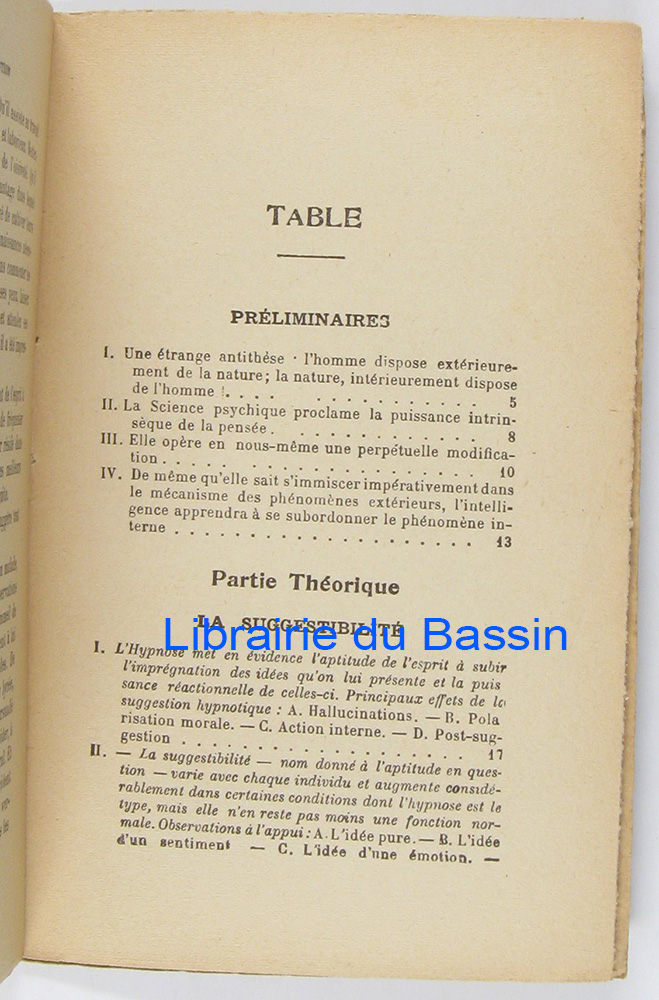 TABLE
PRÉLIMINAIRES
I. Une étrange antithèse : l'homme dispose extérieure-
ment de la nature; la nature, intérieurement dispose
de l'homme !. . . . . . . . . . . . . . . 5
II. La Science psychique proclame la puissance intrin-
sèque de la pensée. . . . . . . . . . . . . 8
III. Elle opère en nous-même une perpétuelle modifica-
tion . . . . . . . . . . . . . . . . . . 10
IV. De même qu'elle sait s'immiscer impérativement dans
le mécanisme des phénomènes extérieurs, l'intelli-
gence apprendra à se subordonner le phénomène in-
terne . . . . . . . . . . . . . . . . . . 13
Partie Théorique
LA SUGGESTIBILITÉ
Librairie du Bassin
I. L'Hypnose met en évidence l'aptitude de l'esprit à subir
l'imprégnation des idées qu'on lui présente et la puis
sance réactionnelle de celles-ci. Principaux effets de la
suggestion hypnotique : A. Hallucinations. — B. Pola
risation morale. — C. Action interne. — D. Post-sug-
gestion . . . . . . . . . . . . . . . . . 17
II. — La suggestibilité — nom donné à l'aptitude en ques-
tion — varie avec chaque individu et augmente considé-
rablement dans certaines conditions dont l'hypnose est le
type, mais elle n'en reste pas moins une fonction nor-
male. Observations à l'appui : A. L'idée pure. — B. L'idée
d'un sentiment — C. L'idée d'une émotion. —